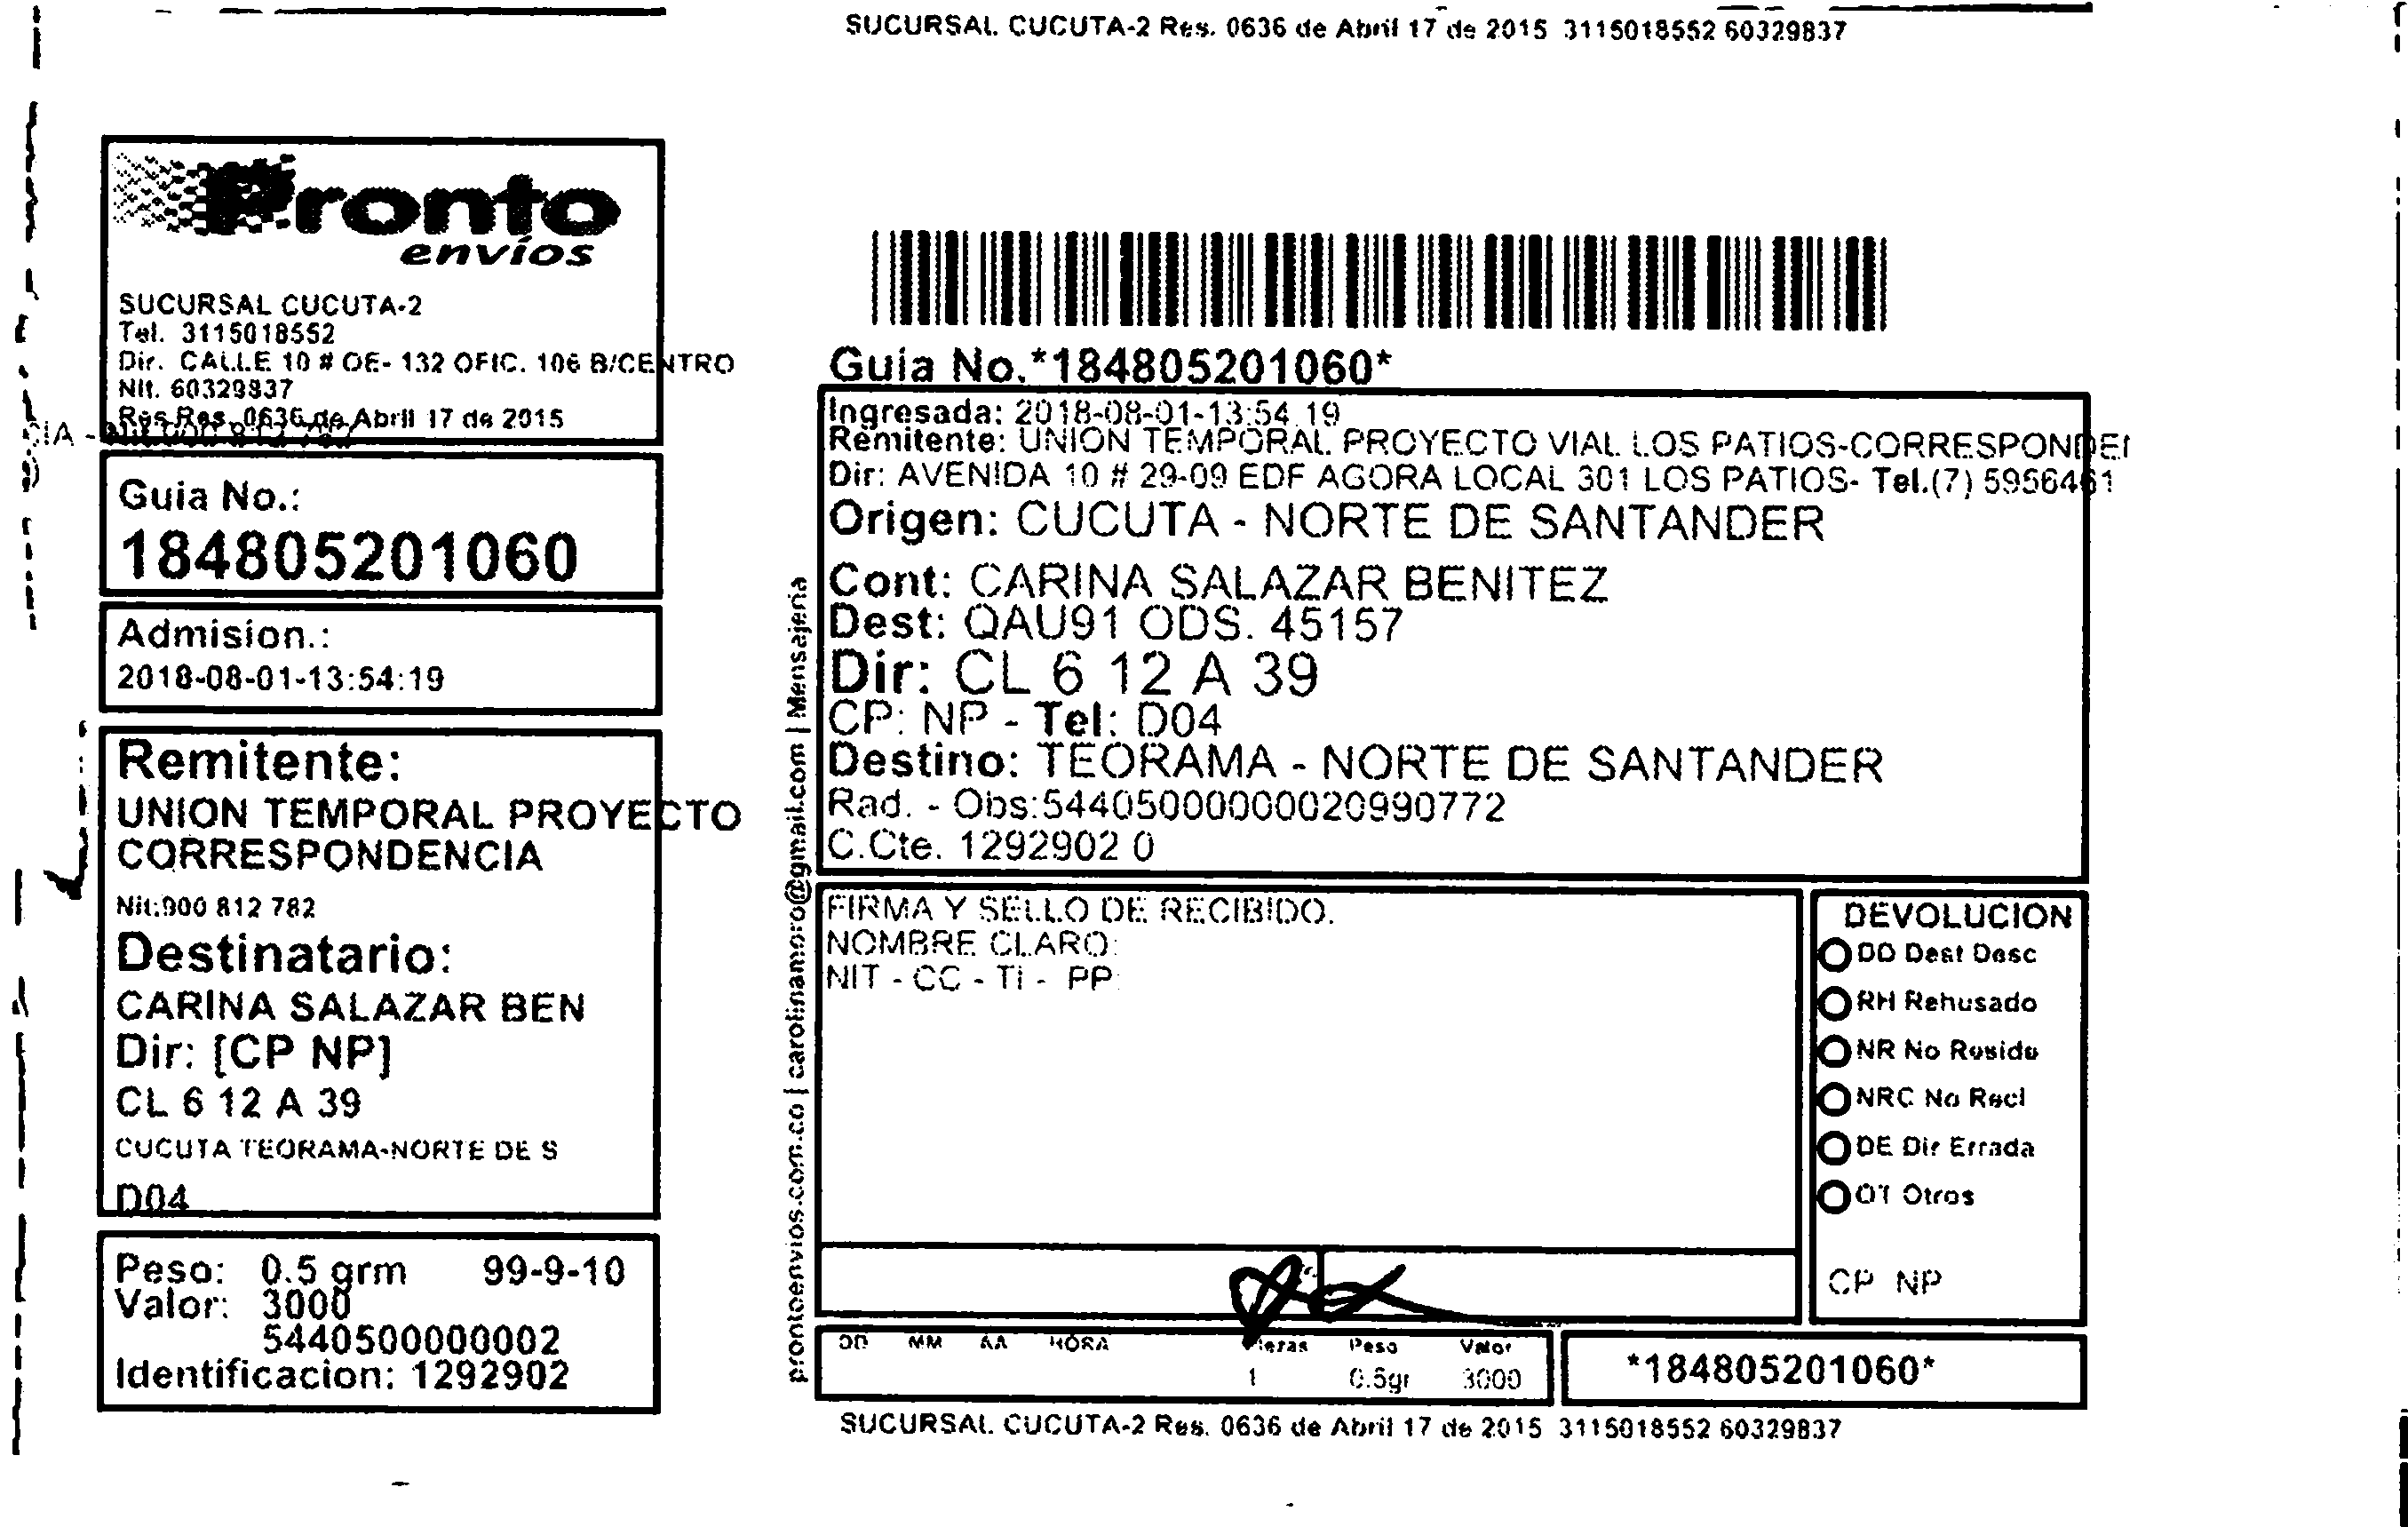 SUCURSAL CUCUTA-2 Res. 0636 de Abril 17 de 2015 3115018552 60329837
Pronto
envíos
SUCURSAL CUCUTA-2
Tel. 3115018552
Dir. CALLE 10 # OE- 132 OFIC. 106 B/CENTRO
Nit. 60329837
Res Res. 0636 de Abril 17 de 2015
Guia No.:
184805201060
Admision.:
2018-08-01-13:54:19
Remitente:
UNION TEMPORAL PROYECTO
CORRESPONDENCIA
Nit:900 812 782
Destinatario:
CARINA SALAZAR BEN
Dir: [CP NP]
CL 6 12 A 39
CUCUTA TEORAMA-NORTE DE S
D04
Peso: 0.5 grm 99-9-10
Valor: 3000
5440500000002
Identificacion: 1292902
prontoenvios.com.co | carolinamoro@gmail.com | Mensajeria
Guia No.*184805201060*
Ingresada: 2018-08-01-13:54.19
Remitente: UNION TEMPORAL PROYECTO VIAL LOS PATIOS-CORRESPONDEN
Dir: AVENIDA 10 # 29-09 EDF AGORA LOCAL 301 LOS PATIOS- Tel.(7) 5956461
Origen: CUCUTA - NORTE DE SANTANDER
Cont: CARINA SALAZAR BENITEZ
Dest: QAU91 ODS. 45157
Dir: CL 6 12 A 39
CP: NP - Tel: D04
Destino: TEORAMA - NORTE DE SANTANDER
Rad. - Obs:544050000000020990772
C.Cte. 1292902 0
FIRMA Y SELLO DE RECIBIDO.
NOMBRE CLARO:
NIT - CC - TI - PP:
DEVOLUCION
DD Dest Desc
RH Rehusado
NR No Reside
NRC No Recl
DE Dir Errada
OT Otros
CP NP
DD MM AA HORA Piezas Peso Valor
1 0.5gr 3000
*184805201060*
SUCURSAL CUCUTA-2 Res. 0636 de Abril 17 de 2015 3115018552 60329837